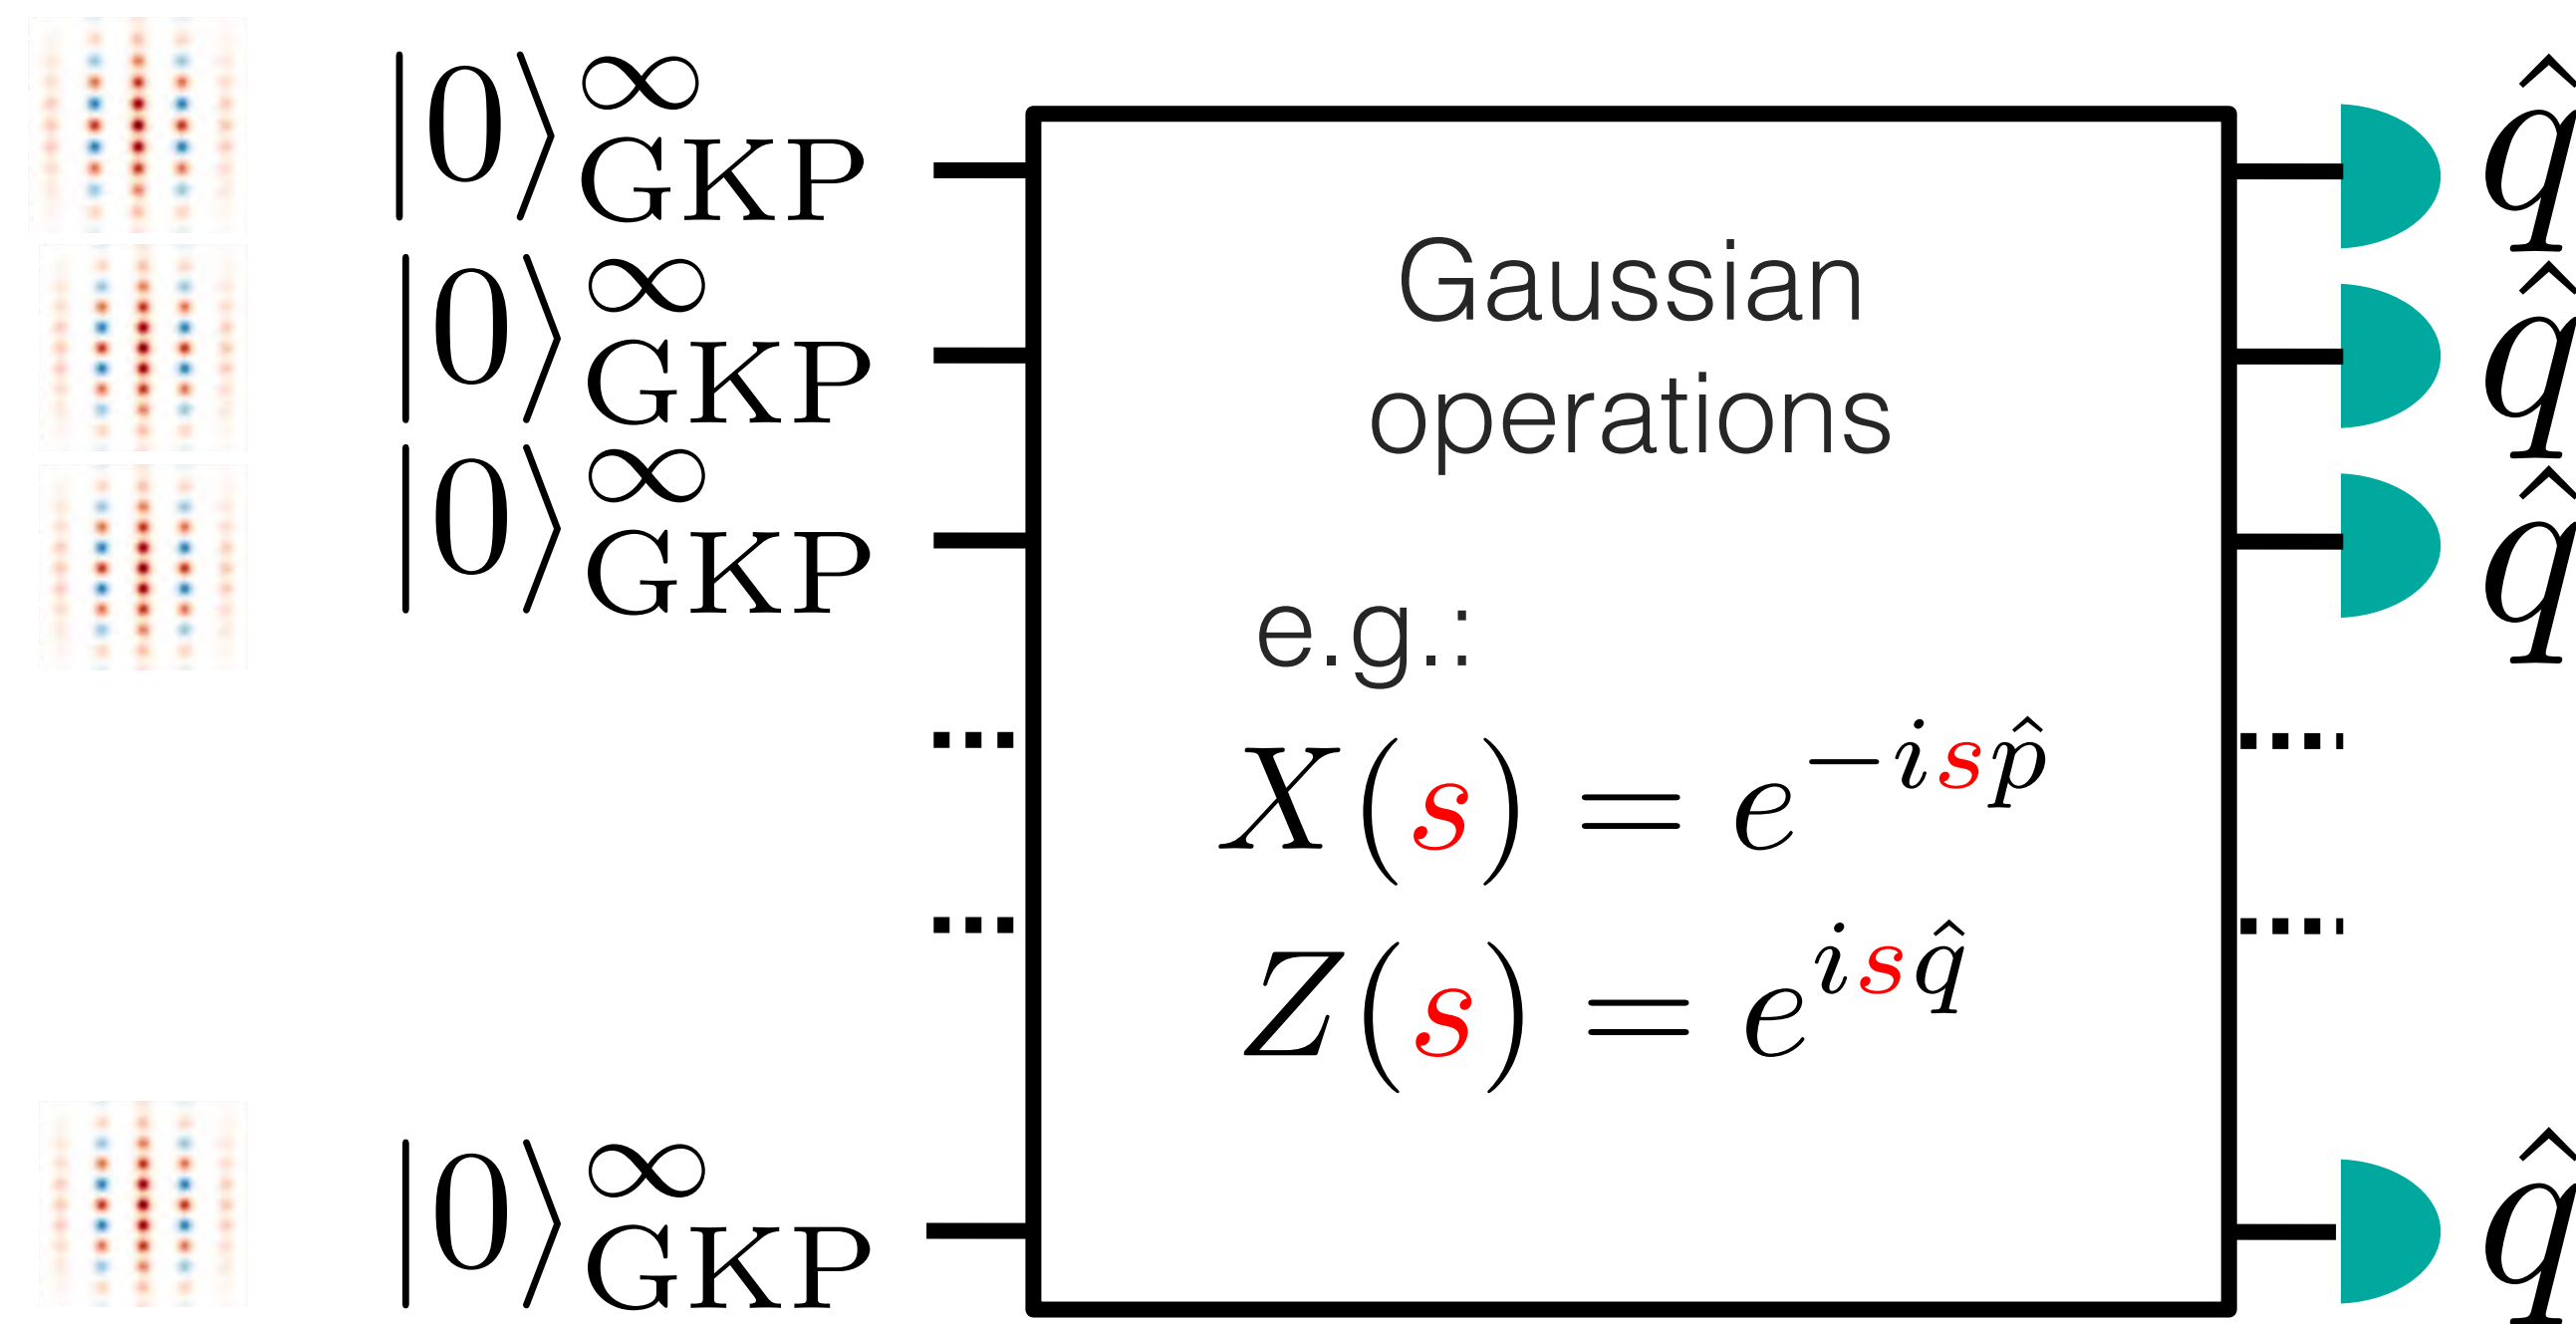 |0⟩^∞_GKP
q̂
|0⟩^∞_GKP
q̂
|0⟩^∞_GKP
q̂
Gaussian
operations
e.g.:
X(s) = e^{−isp̂}
Z(s) = e^{isq̂}
|0⟩^∞_GKP
q̂